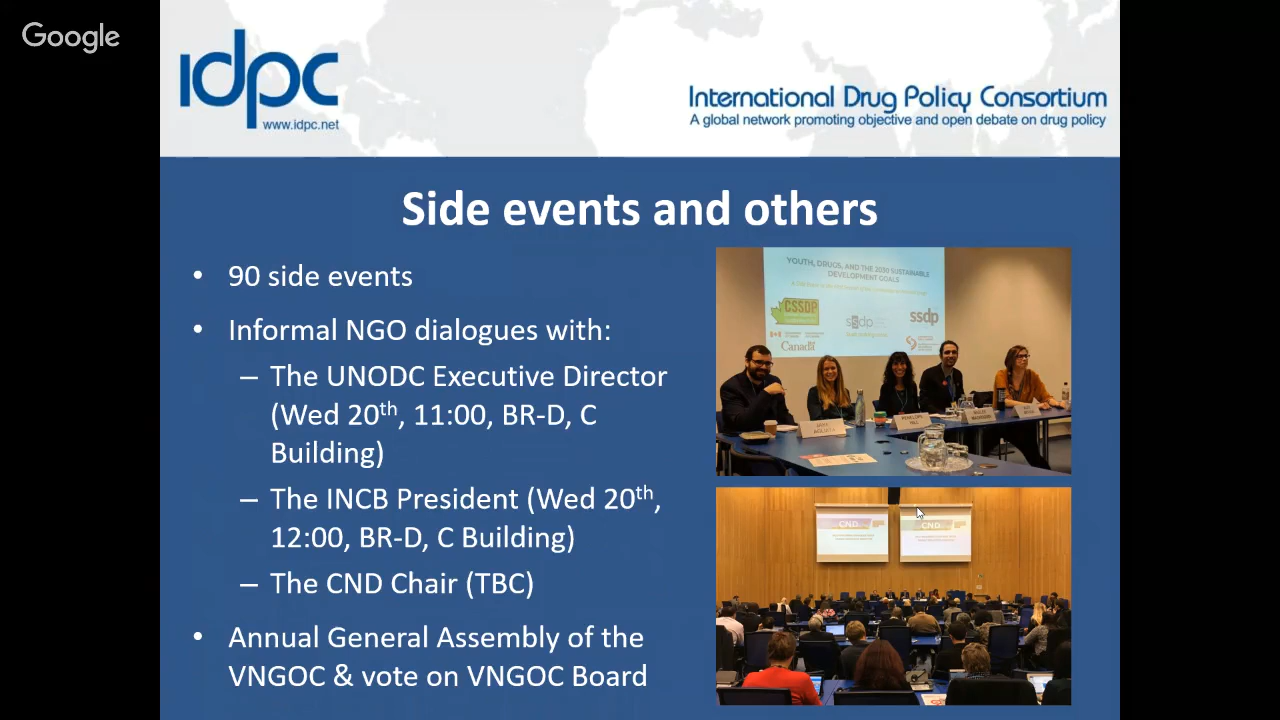 Google
idpc
www.idpc.net
International Drug Policy Consortium
A global network promoting objective and open debate on drug policy
Side events and others
• 90 side events
• Informal NGO dialogues with:
– The UNODC Executive Director
(Wed 20th, 11:00, BR-D, C
Building)
– The INCB President (Wed 20th,
12:00, BR-D, C Building)
– The CND Chair (TBC)
• Annual General Assembly of the
VNGOC & vote on VNGOC Board
YOUTH, DRUGS, AND THE 2030 SUSTAINABLE
DEVELOPMENT GOALS
CSSDP
ssdp
ssdp
Canada
CND
CND